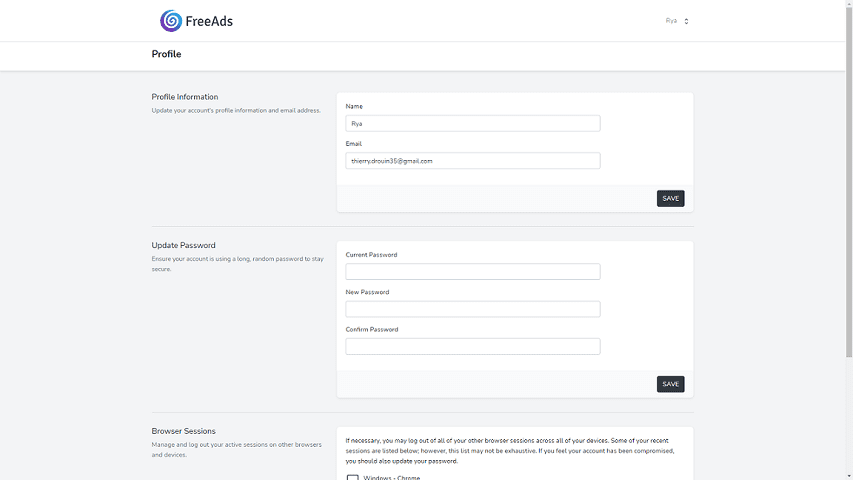 FreeAds
Rya
Profile
Profile Information
Update your account's profile information and email address.
Name
Rya
Email
thierry.drouin35@gmail.com
SAVE
Update Password
Ensure your account is using a long, random password to stay
secure.
Current Password
New Password
Confirm Password
SAVE
Browser Sessions
Manage and log out your active sessions on other browsers
and devices.
If necessary, you may log out of all of your other browser sessions across all of your devices. Some of your recent
sessions are listed below; however, this list may not be exhaustive. If you feel your account has been compromised,
you should also update your password.
Windows - Chrome